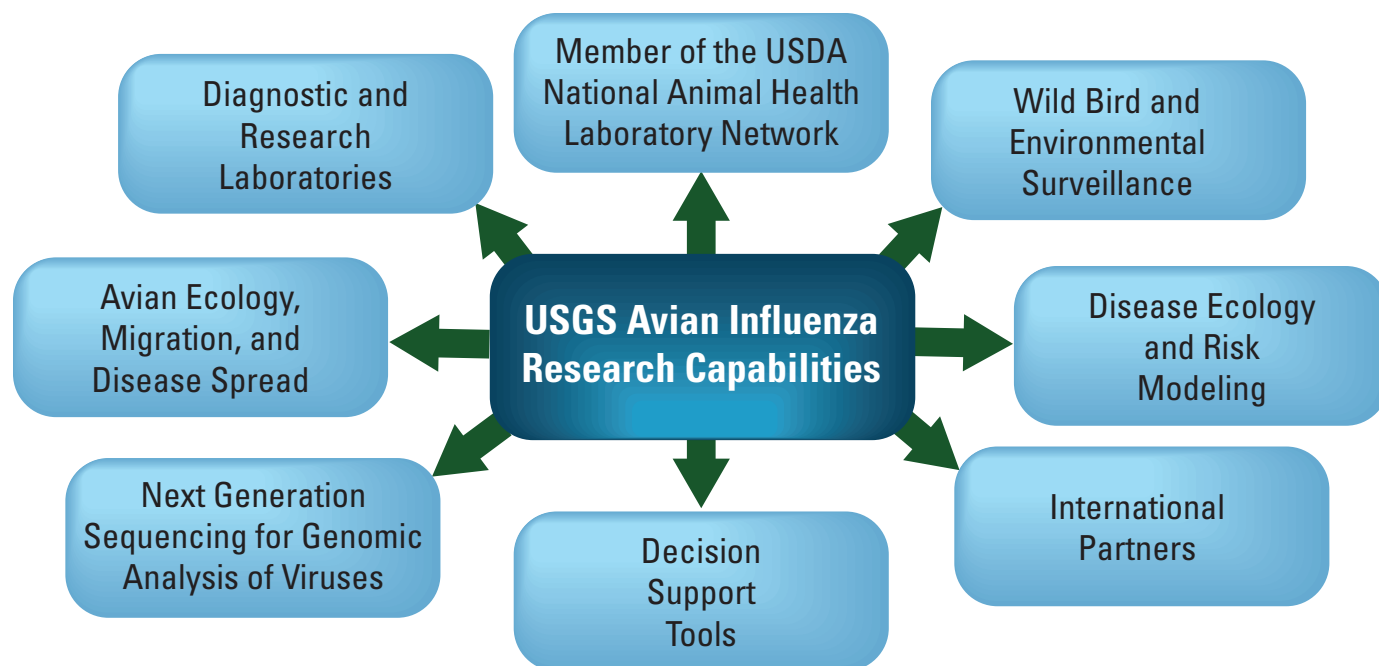 Member of the USDA
National Animal Health
Laboratory Network
Diagnostic and
Research
Laboratories
Wild Bird and
Environmental
Surveillance
Avian Ecology,
Migration, and
Disease Spread
USGS Avian Influenza
Research Capabilities
Disease Ecology
and Risk
Modeling
Next Generation
Sequencing for Genomic
Analysis of Viruses
Decision
Support
Tools
International
Partners